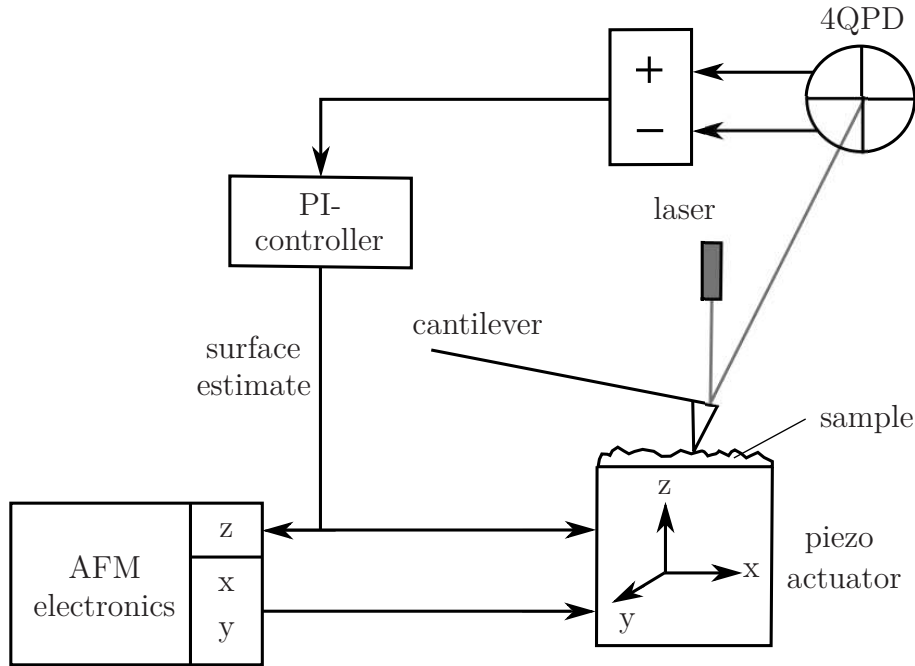 4QPD
+
−
PI-
controller
laser
cantilever
surface
estimate
sample
z
x
y
piezo
actuator
AFM
electronics
z
x
y